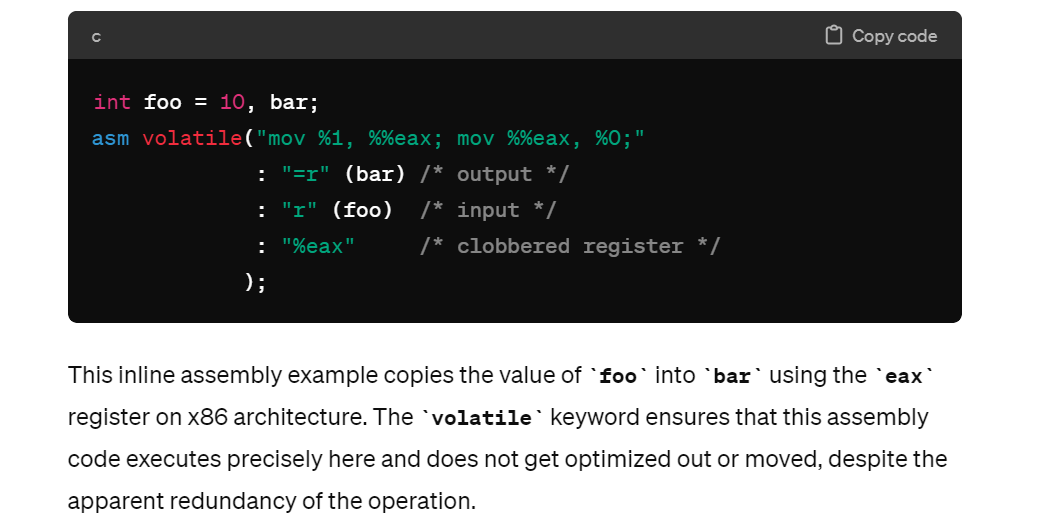 c Copy code
int foo = 10, bar;
asm volatile("mov %1, %%eax; mov %%eax, %0;"
: "=r" (bar) /* output */
: "r" (foo) /* input */
: "%eax" /* clobbered register */
);
This inline assembly example copies the value of `foo` into `bar` using the `eax`
register on x86 architecture. The `volatile` keyword ensures that this assembly
code executes precisely here and does not get optimized out or moved, despite the
apparent redundancy of the operation.